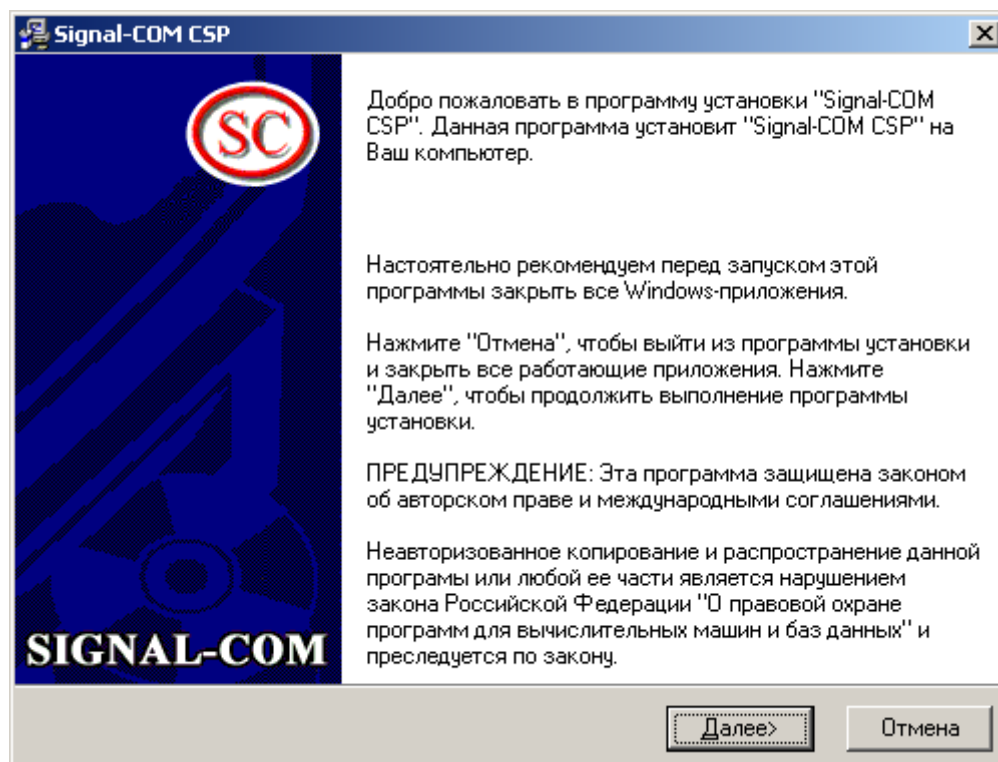 Signal-COM CSP
SC
Добро пожаловать в программу установки "Signal-COM
CSP". Данная программа установит "Signal-COM CSP" на
Ваш компьютер.
Настоятельно рекомендуем перед запуском этой
программы закрыть все Windows-приложения.
Нажмите "Отмена", чтобы выйти из программы установки
и закрыть все работающие приложения. Нажмите
"Далее", чтобы продолжить выполнение программы
установки.
ПРЕДУПРЕЖДЕНИЕ: Эта программа защищена законом
об авторском праве и международными соглашениями.
Неавторизованное копирование и распространение данной
програмы или любой ее части является нарушением
закона Российской Федерации "О правовой охране
программ для вычислительных машин и баз данных" и
преследуется по закону.
SIGNAL-COM
Далее>
Отмена